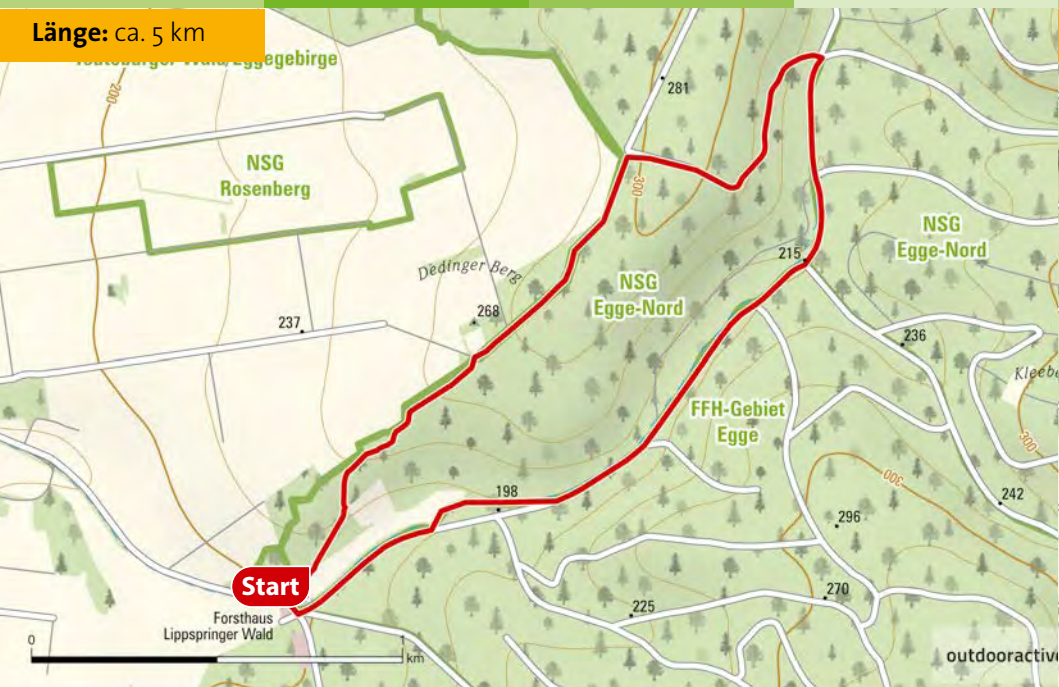 Länge: ca. 5 km
Teutoburger Wald/Eggegebirge
200
281
NSG
Rosenberg
300
NSG
Egge-Nord
215
Dedinger Berg
NSG
Egge-Nord
268
237
236
Kleebe
FFH-Gebiet
Egge
300
300
198
242
296
Start
270
225
Forsthaus
Lippspringer Wald
0
1
km
outdooractive